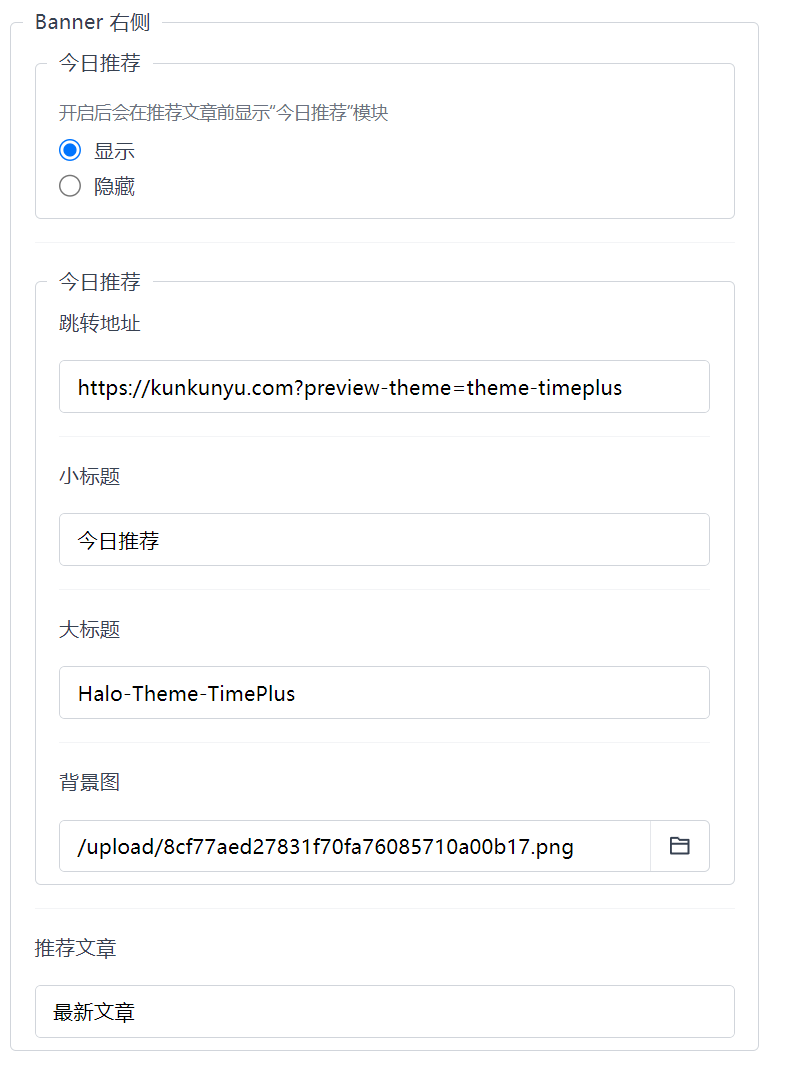 Banner 右侧
今日推荐
开启后会在推荐文章前显示“今日推荐”模块
显示
隐藏
今日推荐
跳转地址
https://kunkunyu.com?preview-theme=theme-timeplus
小标题
今日推荐
大标题
Halo-Theme-TimePlus
背景图
/upload/8cf77aed27831f70fa76085710a00b17.png
推荐文章
最新文章